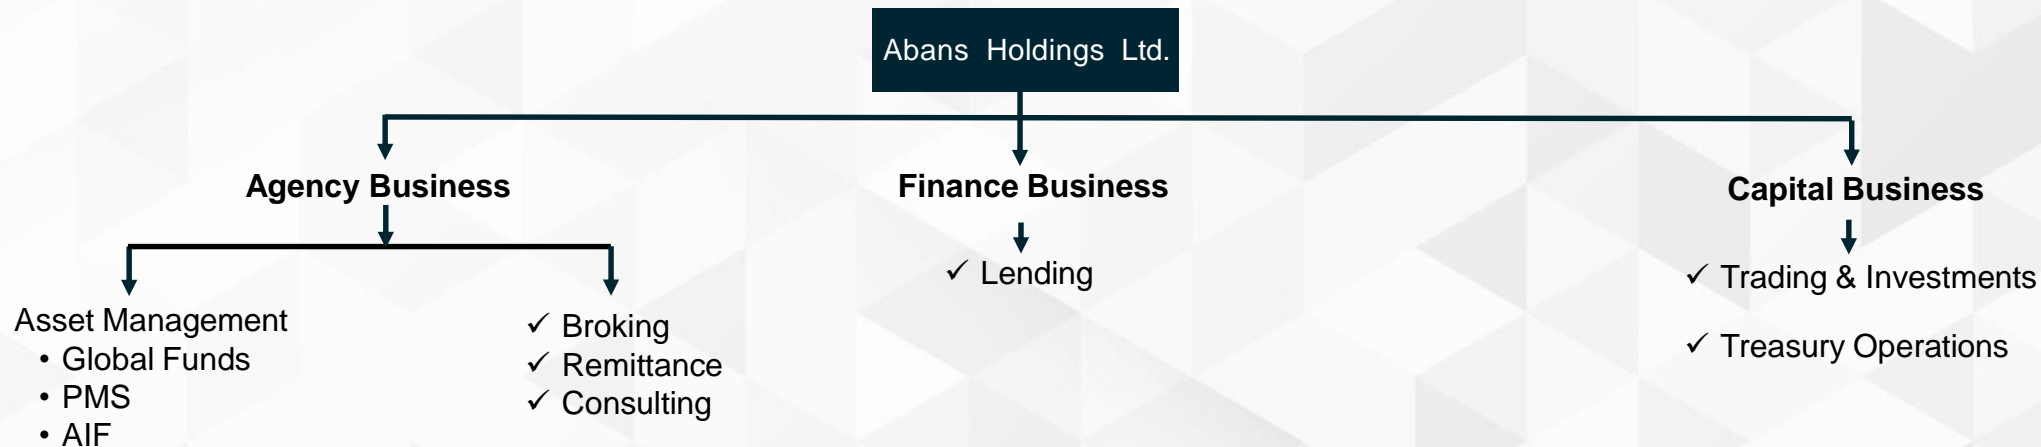 Abans Holdings Ltd.
Agency Business
Finance Business
Capital Business
Asset Management
• Global Funds
• PMS
• AIF
✓ Broking
✓ Remittance
✓ Consulting
✓ Lending
✓ Trading & Investments
✓ Treasury Operations